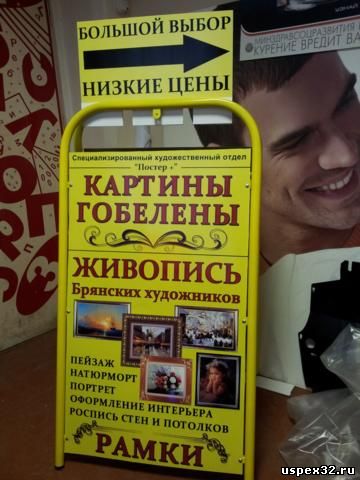 БОЛЬШОЙ ВЫБОР
НИЗКИЕ ЦЕНЫ
МИНЗДРАВСОЦРАЗВИТИЯ
КУРЕНИЕ ВРЕДИТ ВА
Специализированный художественный отдел
"Постер +"
КАРТИНЫ
ГОБЕЛЕНЫ
ЖИВОПИСЬ
Брянских художников
ПЕЙЗАЖ
НАТЮРМОРТ
ПОРТРЕТ
ОФОРМЛЕНИЕ ИНТЕРЬЕРА
РОСПИСЬ СТЕН И ПОТОЛКОВ
РАМКИ
uspex32.ru